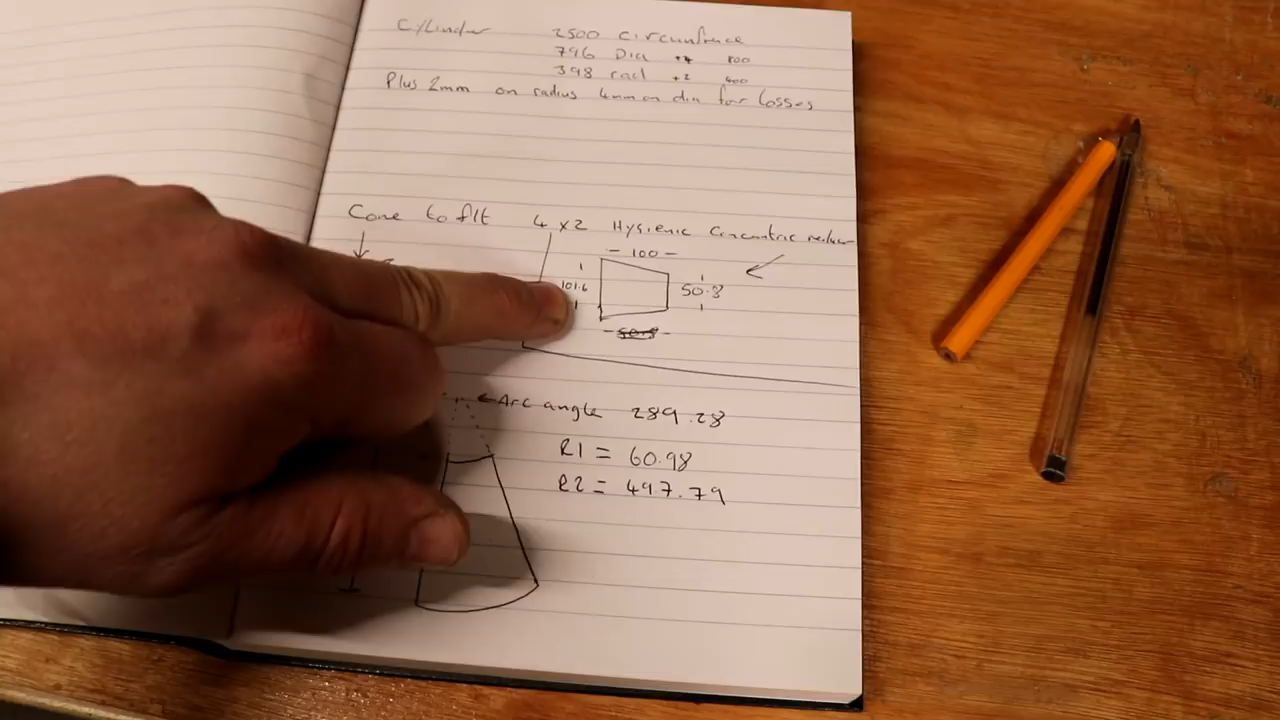 Cylinder 2500 circumfrence
796 Dia +4 800
398 rad +2 400
Plus 2mm on radius 4mm on dia for losses
Cone to fit 4 x2 Hygienic Concentric reducer
- 100 -
101.6 50.8
Arc angle 289.28
R1 = 60.98
R2 = 497.79